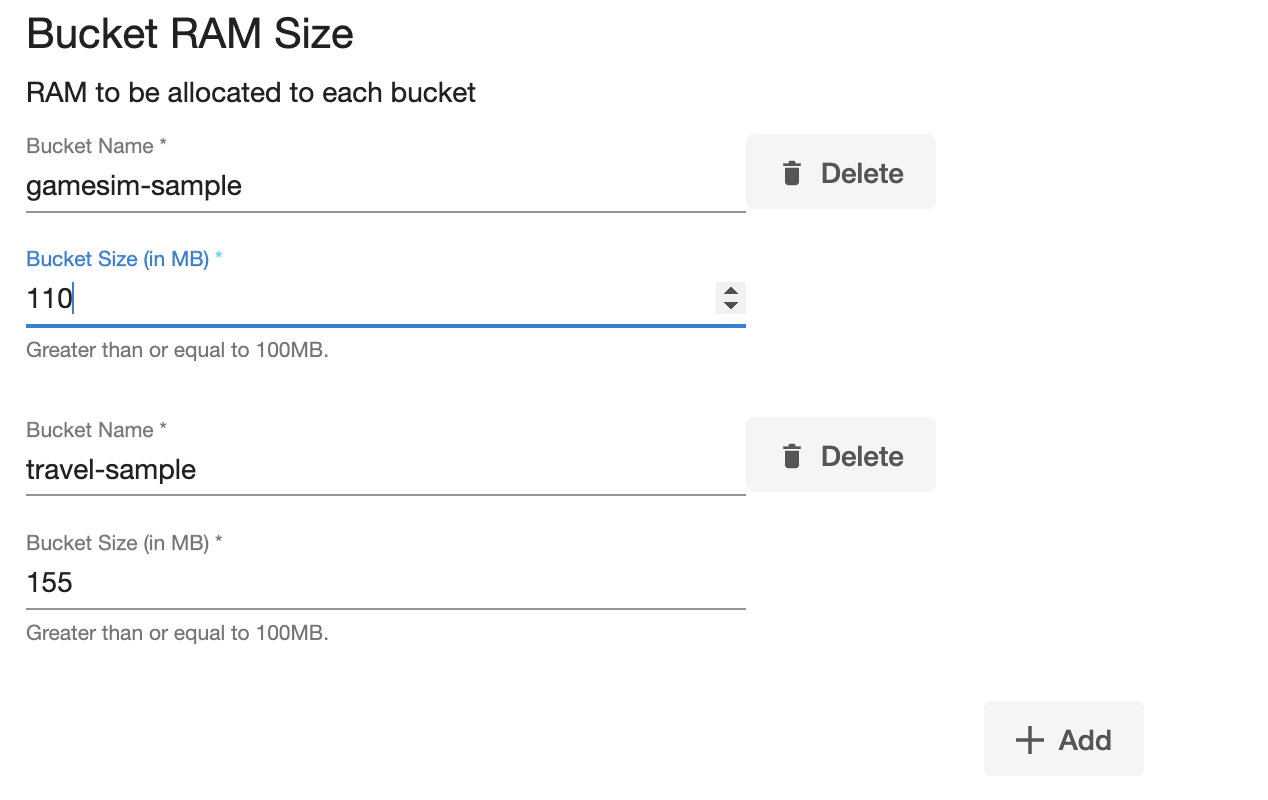 Bucket RAM Size
RAM to be allocated to each bucket
Bucket Name *
gamesim-sample
Delete
Bucket Size (in MB) *
110
Greater than or equal to 100MB.
Bucket Name *
travel-sample
Delete
Bucket Size (in MB) *
155
Greater than or equal to 100MB.
Add